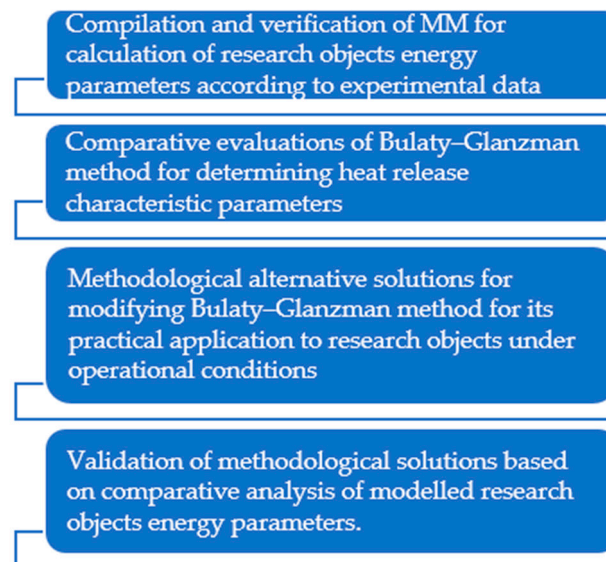 Compilation and verification of MM for
calculation of research objects energy
parameters according to experimental data
Comparative evaluations of Bulaty–Glanzman
method for determining heat release
characteristic parameters
Methodological alternative solutions for
modifying Bulaty–Glanzman method for its
practical application to research objects under
operational conditions
Validation of methodological solutions based
on comparative analysis of modelled research
objects energy parameters.